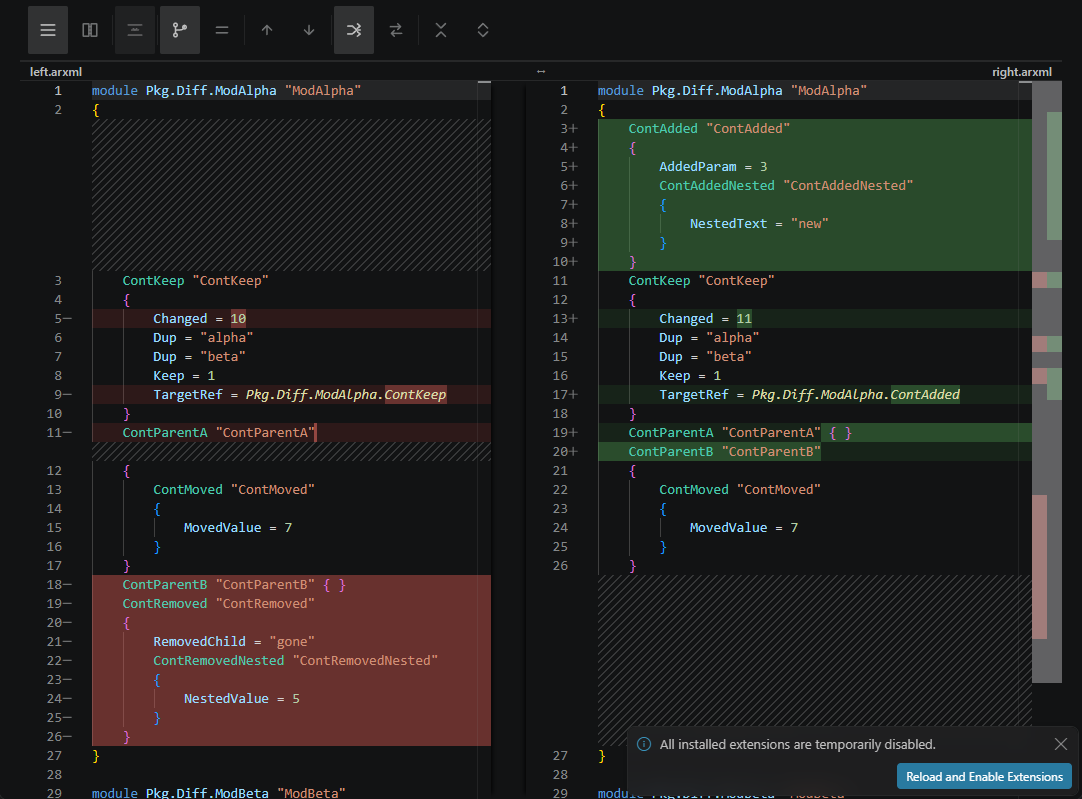 left.arxml ↔ right.arxml
1 module Pkg.Diff.ModAlpha "ModAlpha"
2 {
3 ContKeep "ContKeep"
4 {
5− Changed = 10
6 Dup = "alpha"
7 Dup = "beta"
8 Keep = 1
9− TargetRef = Pkg.Diff.ModAlpha.ContKeep
10 }
11− ContParentA "ContParentA"
12 {
13 ContMoved "ContMoved"
14 {
15 MovedValue = 7
16 }
17 }
18− ContParentB "ContParentB" { }
19− ContRemoved "ContRemoved"
20− {
21− RemovedChild = "gone"
22− ContRemovedNested "ContRemovedNested"
23− {
24− NestedValue = 5
25− }
26− }
27 }
28
29 module Pkg.Diff.ModBeta "ModBeta"
1 module Pkg.Diff.ModAlpha "ModAlpha"
2 {
3+ ContAdded "ContAdded"
4+ {
5+ AddedParam = 3
6+ ContAddedNested "ContAddedNested"
7+ {
8+ NestedText = "new"
9+ }
10+ }
11 ContKeep "ContKeep"
12 {
13+ Changed = 11
14 Dup = "alpha"
15 Dup = "beta"
16 Keep = 1
17+ TargetRef = Pkg.Diff.ModAlpha.ContAdded
18 }
19+ ContParentA "ContParentA" { }
20+ ContParentB "ContParentB"
21 {
22 ContMoved "ContMoved"
23 {
24 MovedValue = 7
25 }
26 }
27 }
28
29 module Pkg.Diff.ModBeta "ModBeta"
All installed extensions are temporarily disabled.
Reload and Enable Extensions